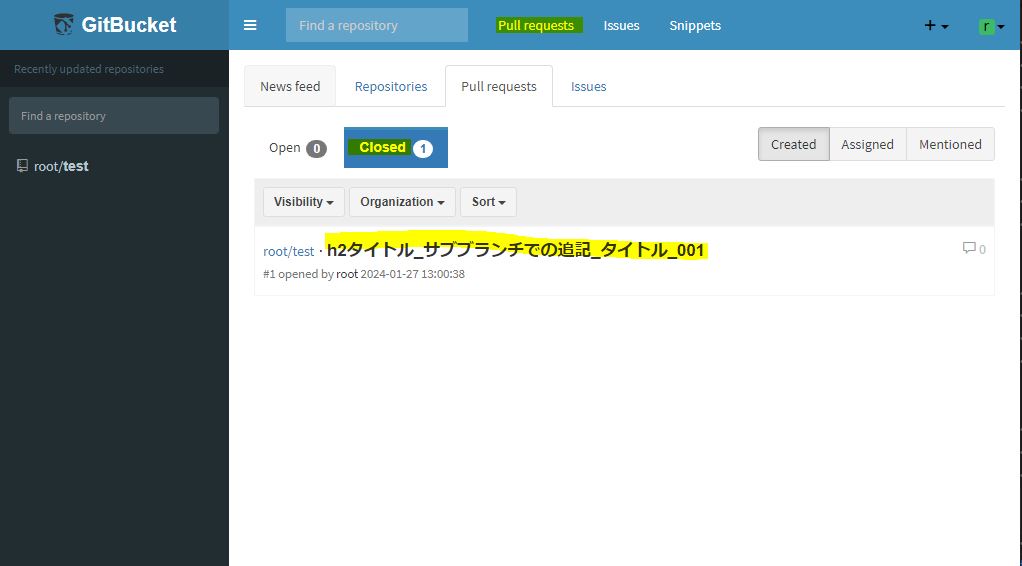 GitBucket
Find a repository
Pull requests
Issues
Snippets
+
r
Recently updated repositories
Find a repository
root/test
News feed
Repositories
Pull requests
Issues
Open 0
Closed 1
Created
Assigned
Mentioned
Visibility
Organization
Sort
root/test · h2タイトル_サブブランチでの追記_タイトル_001
0
#1 opened by root 2024-01-27 13:00:38